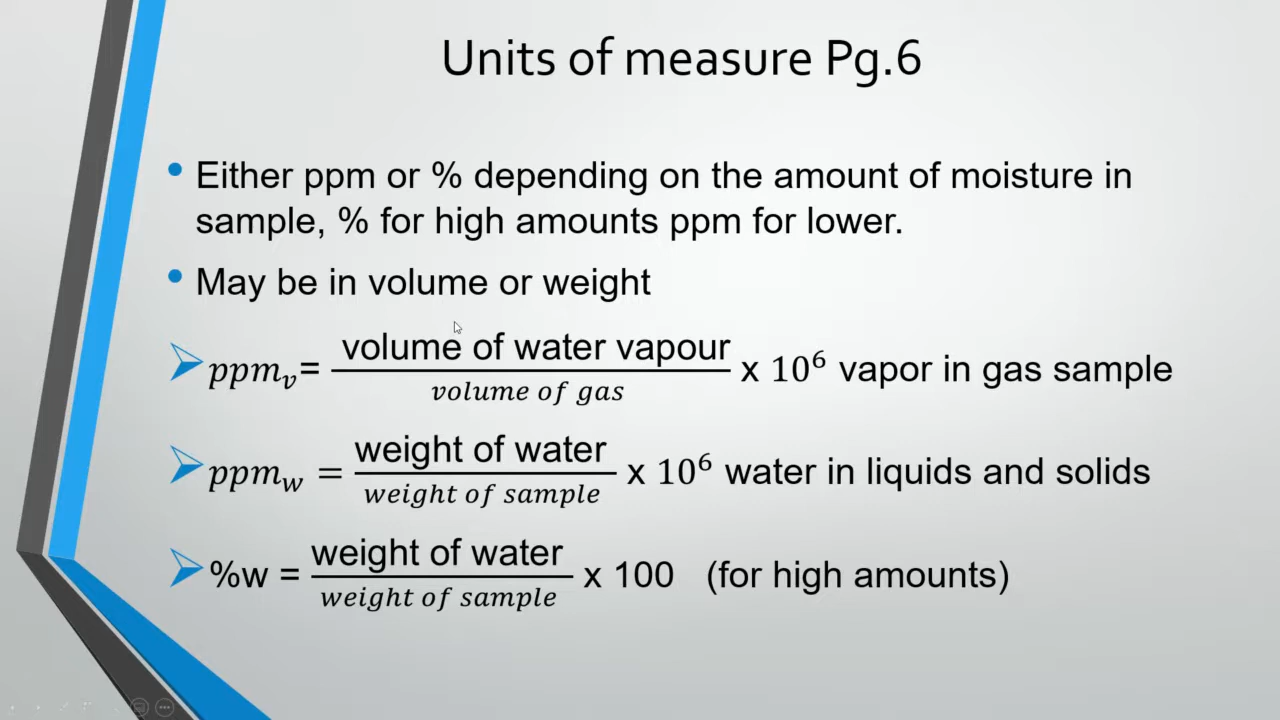 Units of measure Pg.6
• Either ppm or % depending on the amount of moisture in
sample, % for high amounts ppm for lower.
• May be in volume or weight
➢ ppm_v= \frac{volume of water vapour}{volume of gas} x 10^6 vapor in gas sample
➢ ppm_w = \frac{weight of water}{weight of sample} x 10^6 water in liquids and solids
➢ %w = \frac{weight of water}{weight of sample} x 100 (for high amounts)